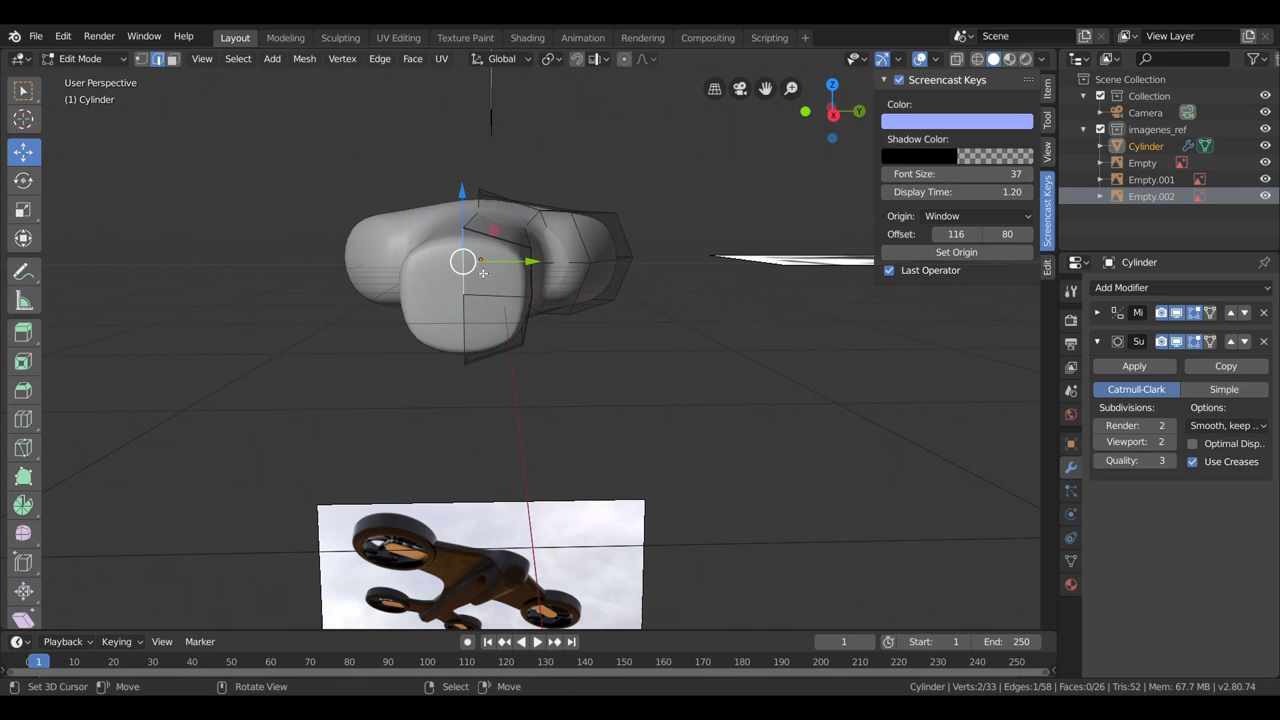 File Edit Render Window Help Layout Modeling Sculpting UV Editing Texture Paint Shading Animation Rendering Compositing Scripting + Scene View Layer
Edit Mode View Select Add Mesh Vertex Edge Face UV Global
User Perspective
(1) Cylinder
Z
Y
X
Screencast Keys
Color:
Shadow Color:
Font Size: 37
Display Time: 1.20
Origin: Window
Offset: 116 80
Set Origin
Last Operator
Item
Tool
View
Screencast Keys
Edit
Scene Collection
Collection
Camera
imagenes_ref
Cylinder
Empty
Empty.001
Empty.002
Cylinder
Add Modifier
Mi
Su
Apply Copy
Catmull-Clark Simple
Subdivisions: Options:
Render: 2 Smooth, keep ..
Viewport: 2 Optimal Disp..
Quality: 3 Use Creases
Playback Keying View Marker 1 Start: 1 End: 250
1 10 20 30 40 50 60 70 80 90 100 110 120 130 140 150 160 170 180 190 200 210 220 230 240 250
Set 3D Cursor Move Rotate View Select Move Cylinder | Verts:2/33 | Edges:1/58 | Faces:0/26 | Tris:52 | Mem: 67.7 MB | v2.80.74